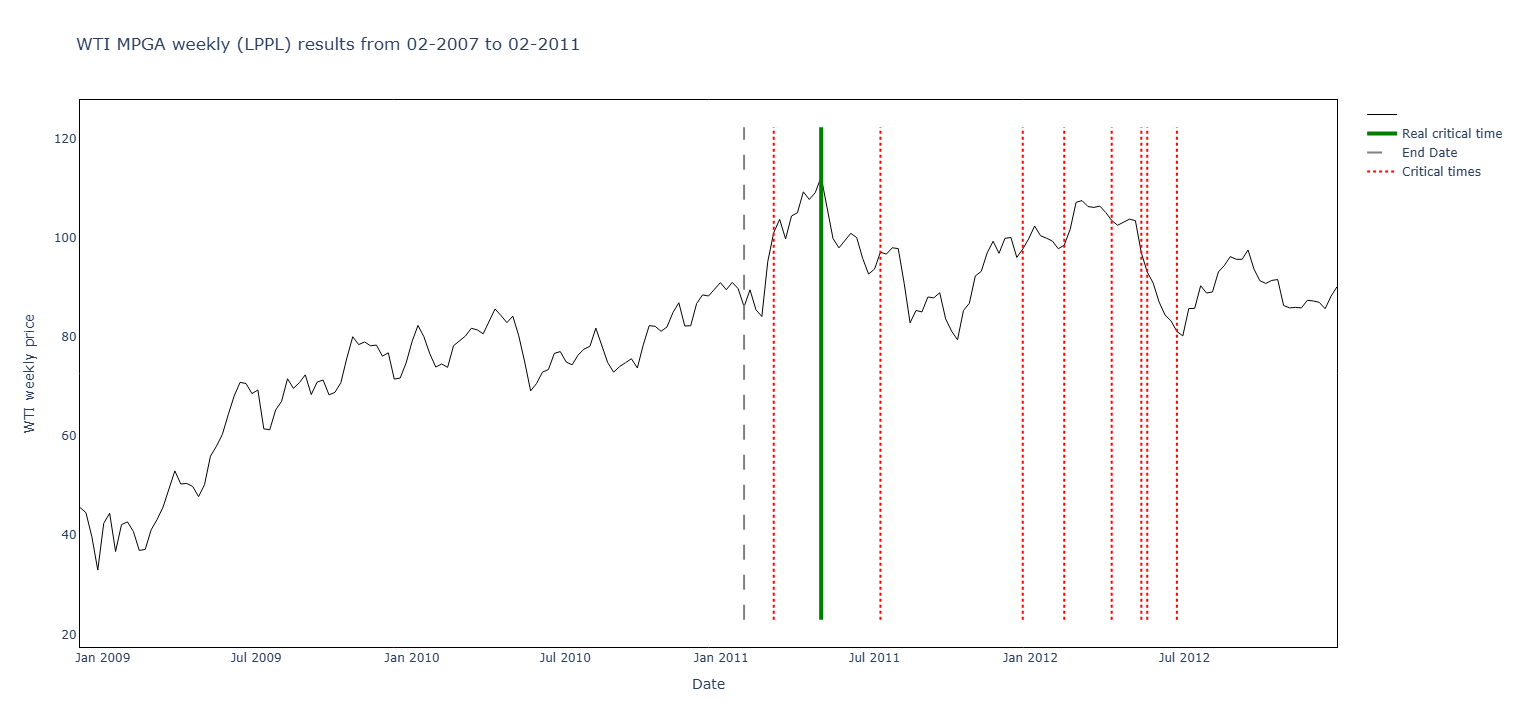 WTI MPGA weekly (LPPL) results from 02-2007 to 02-2011
120
100
80
60
40
20
WTI weekly price
Jan 2009
Jul 2009
Jan 2010
Jul 2010
Jan 2011
Jul 2011
Jan 2012
Jul 2012
Date
Real critical time
End Date
Critical times